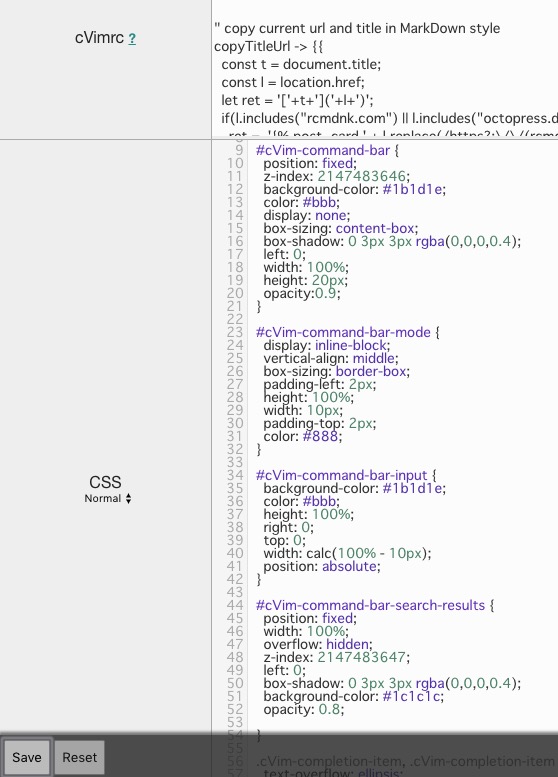 cVimrc ?
" copy current url and title in MarkDown style
copyTitleUrl -> {{
const t = document.title;
const l = location.href;
let ret = '['+t+']('+l+')';
if(l.includes("rcmdnk.com") || l.includes("octopress.d
9 #cVim-command-bar {
10 position: fixed;
11 z-index: 2147483646;
12 background-color: #1b1d1e;
13 color: #bbb;
14 display: none;
15 box-sizing: content-box;
16 box-shadow: 0 3px 3px rgba(0,0,0,0.4);
17 left: 0;
18 width: 100%;
19 height: 20px;
20 opacity:0.9;
21 }
22
23 #cVim-command-bar-mode {
24 display: inline-block;
25 vertical-align: middle;
26 box-sizing: border-box;
27 padding-left: 2px;
28 height: 100%;
29 width: 10px;
30 padding-top: 2px;
31 color: #888;
32 }
33
34 #cVim-command-bar-input {
35 background-color: #1b1d1e;
36 color: #bbb;
37 height: 100%;
38 right: 0;
39 top: 0;
40 width: calc(100% - 10px);
41 position: absolute;
42 }
43
44 #cVim-command-bar-search-results {
45 position: fixed;
46 width: 100%;
47 overflow: hidden;
48 z-index: 2147483647;
49 left: 0;
50 box-shadow: 0 3px 3px rgba(0,0,0,0.4);
51 background-color: #1c1c1c;
52 opacity: 0.8;
53
54 }
55
56 .cVim-completion-item, .cVim-completion-item
57 text-overflow: ellipsis;
CSS
Normal
Save
Reset